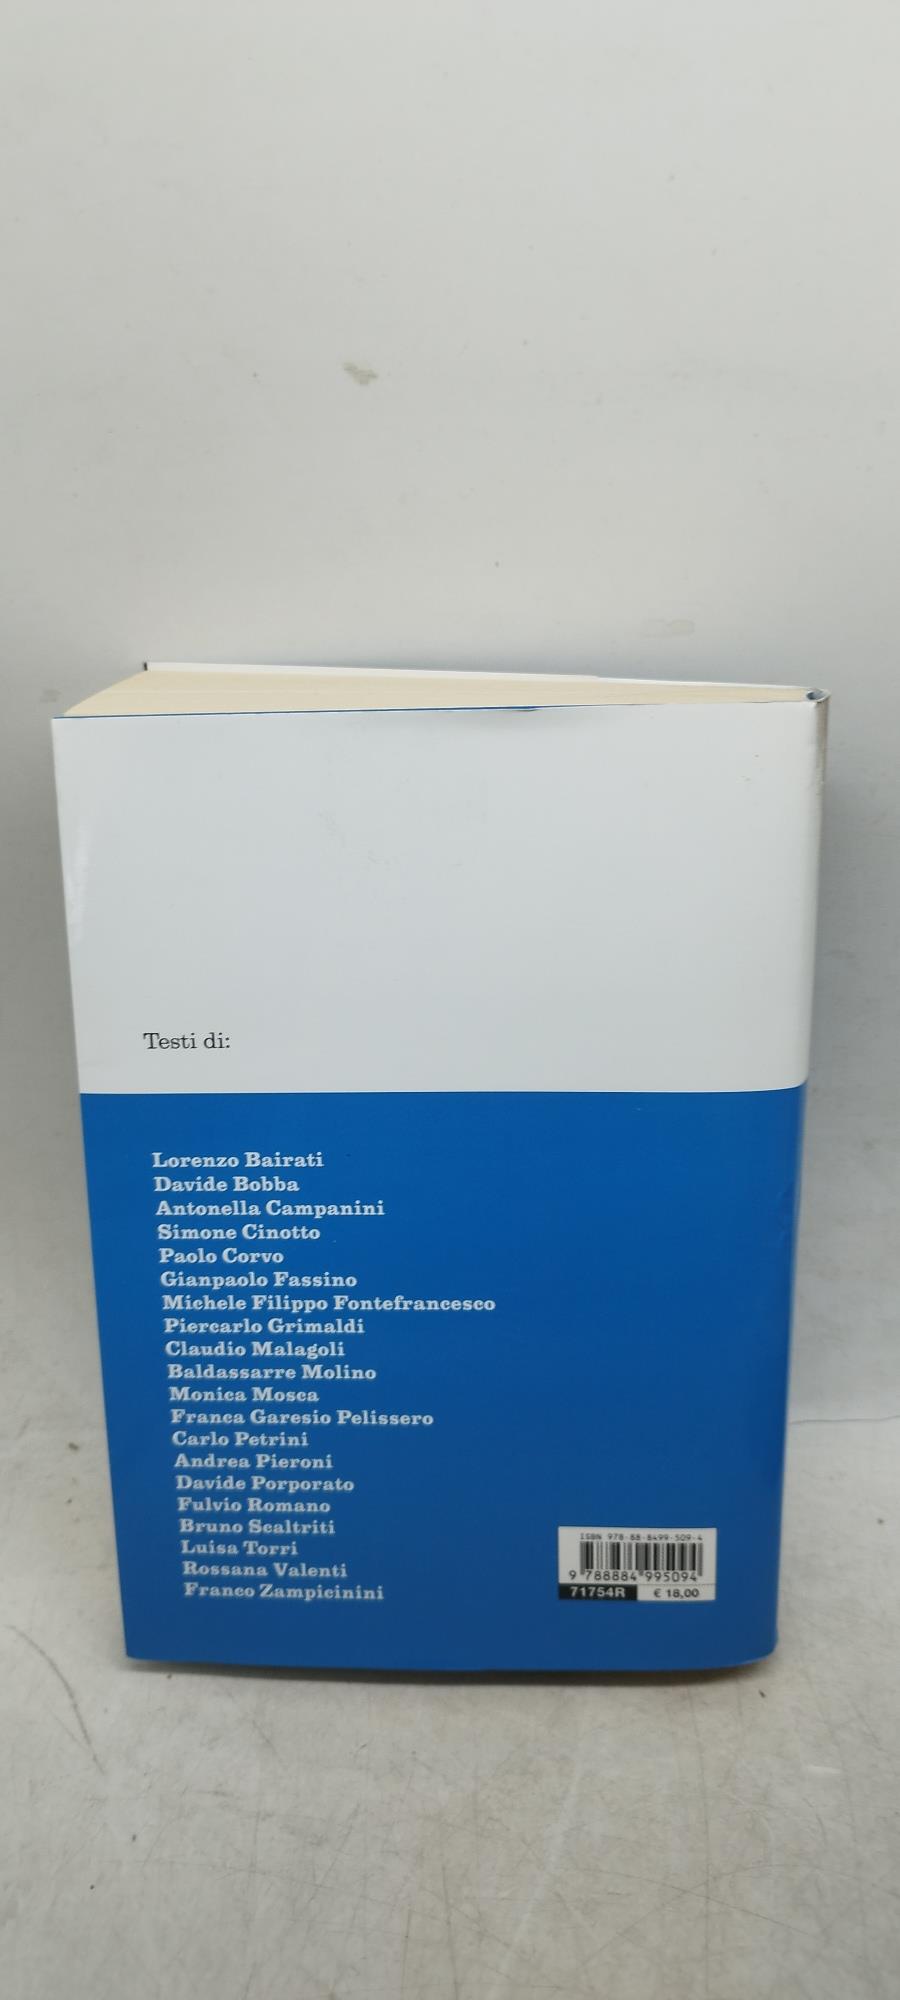 Testi di:
Lorenzo Bairati
Davide Bobba
Antonella Campanini
Simone Cinotto
Paolo Corvo
Gianpaolo Fassino
Michele Filippo Fontefrancesco
Piercarlo Grimaldi
Claudio Malagoli
Baldassarre Molino
Monica Mosca
Franca Garesio Pelissero
Carlo Petrini
Andrea Pieroni
Davide Porporato
Fulvio Romano
Bruno Scaltriti
Luisa Torri
Rossana Valenti
Franco Zampicinini
ISBN 978-88-8499-509-4
9 788884 995094
71754R € 18,00